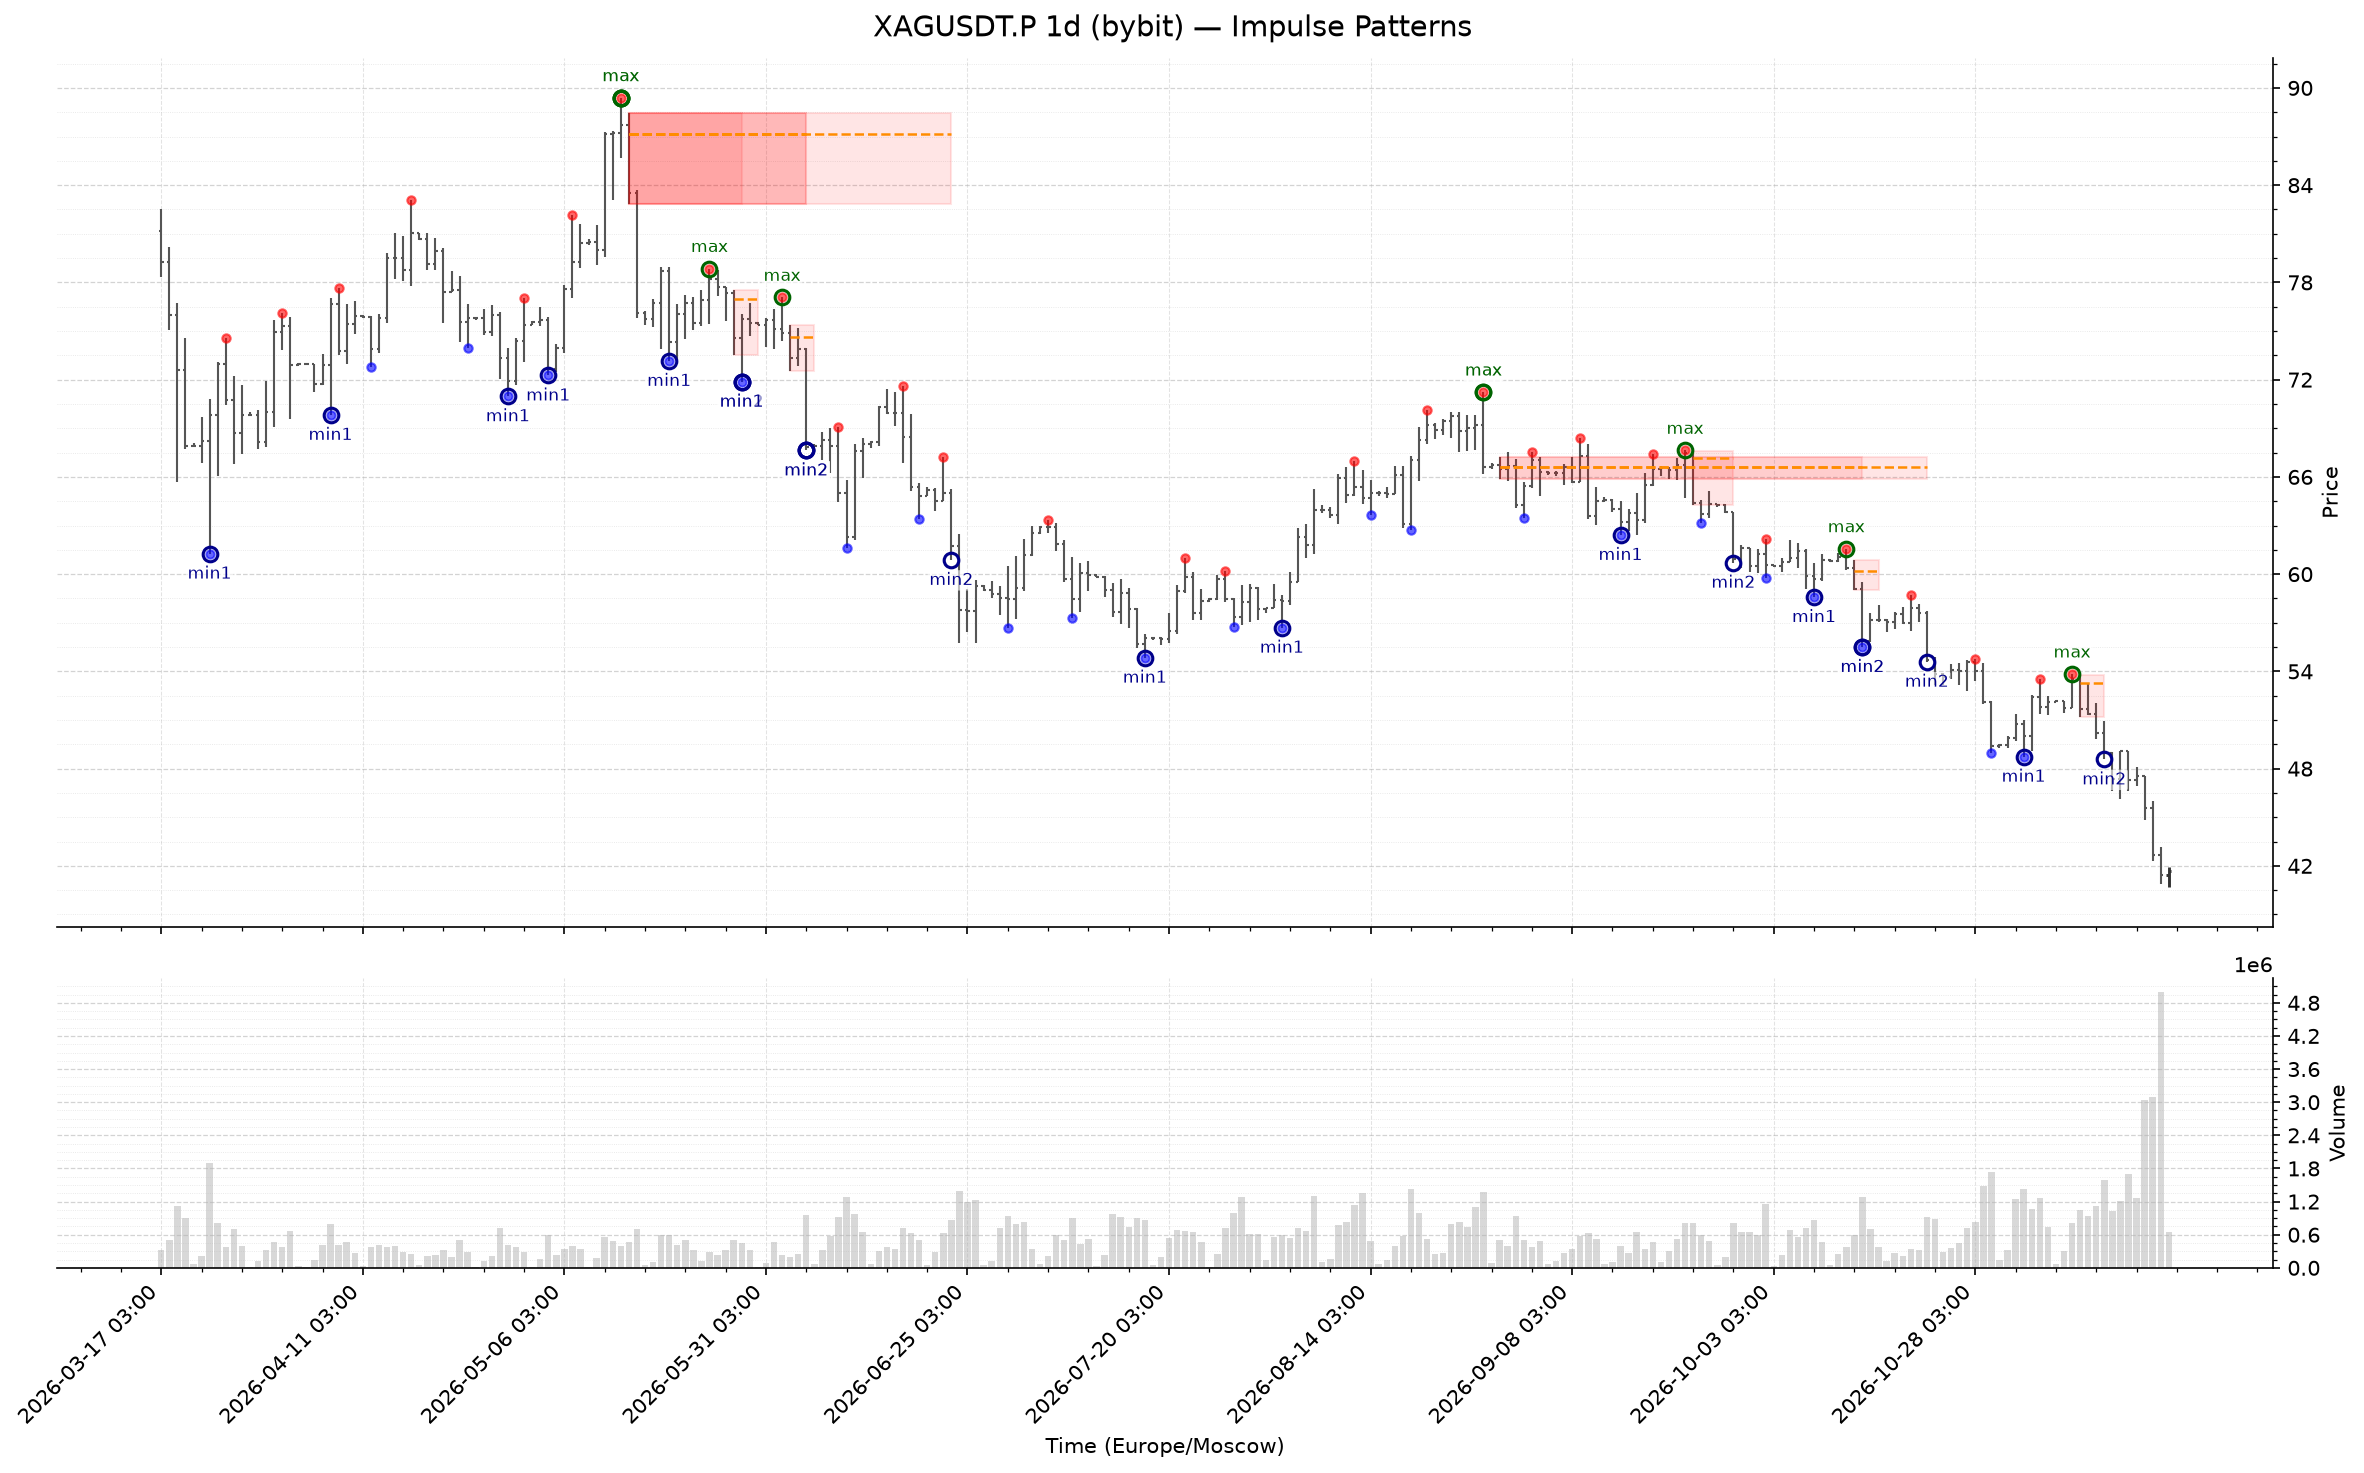 XAGUSDT.P 1d (bybit) — Impulse Patterns
max
90
84
max
max
78
min1
min1
min1
min1
min1
72
max
min2
max
66
Price
min1
min2
min1
max
60
min1
min1
min2
min1
min2
min2
54
max
min1
min2
48
42
1e6
4.8
4.2
3.6
3.0
2.4
1.8
1.2
0.6
0.0
Volume
2026-03-17 03:00
2026-04-11 03:00
2026-05-06 03:00
2026-05-31 03:00
2026-06-25 03:00
2026-07-20 03:00
2026-08-14 03:00
2026-09-08 03:00
2026-10-03 03:00
2026-10-28 03:00
Time (Europe/Moscow)